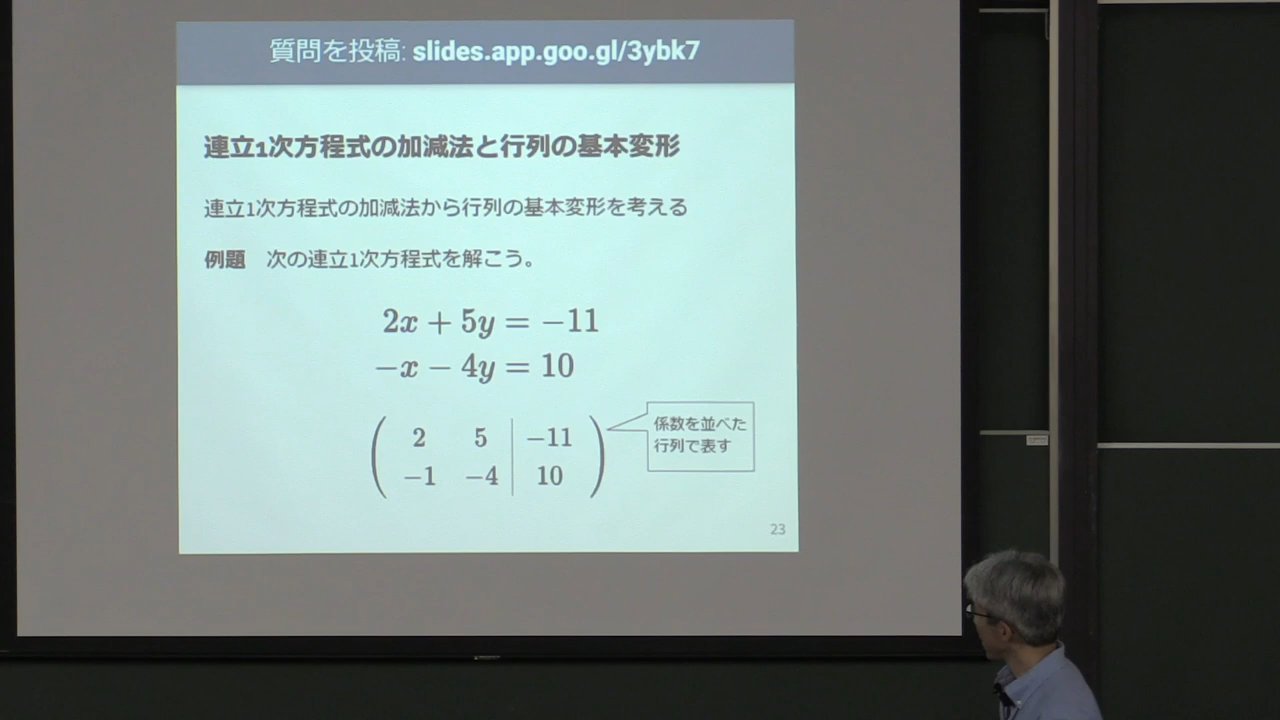 質問を投稿: slides.app.goo.gl/3ybk7
連立1次方程式の加減法と行列の基本変形
連立1次方程式の加減法から行列の基本変形を考える
例題 次の連立1次方程式を解こう。
2x + 5y = −11
−x − 4y = 10
2 5 −11
−1 −4 10
係数を並べた
行列で表す
23